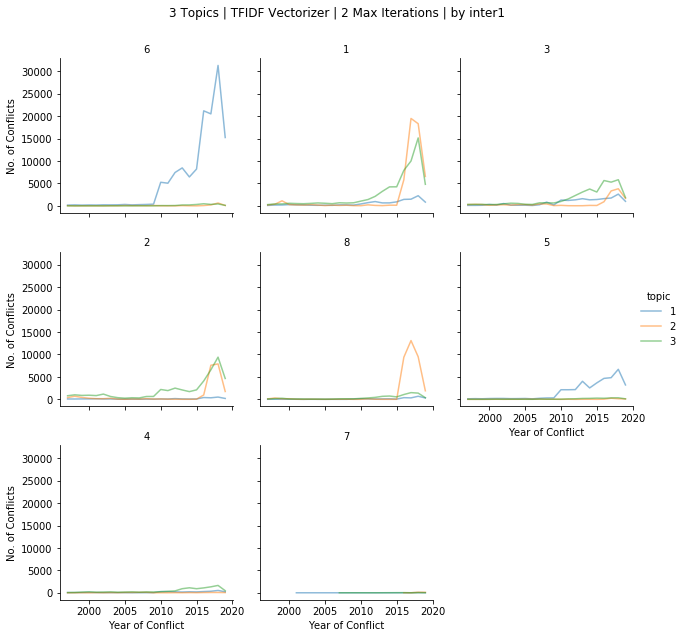 3 Topics | TFIDF Vectorizer | 2 Max Iterations | by inter1
6
1
3
No. of Conflicts
30000
25000
20000
15000
10000
5000
0
2
8
5
No. of Conflicts
30000
25000
20000
15000
10000
5000
0
2000 2005 2010 2015 2020
Year of Conflict
topic
1
2
3
4
7
No. of Conflicts
30000
25000
20000
15000
10000
5000
0
2000 2005 2010 2015 2020
Year of Conflict
2000 2005 2010 2015 2020
Year of Conflict